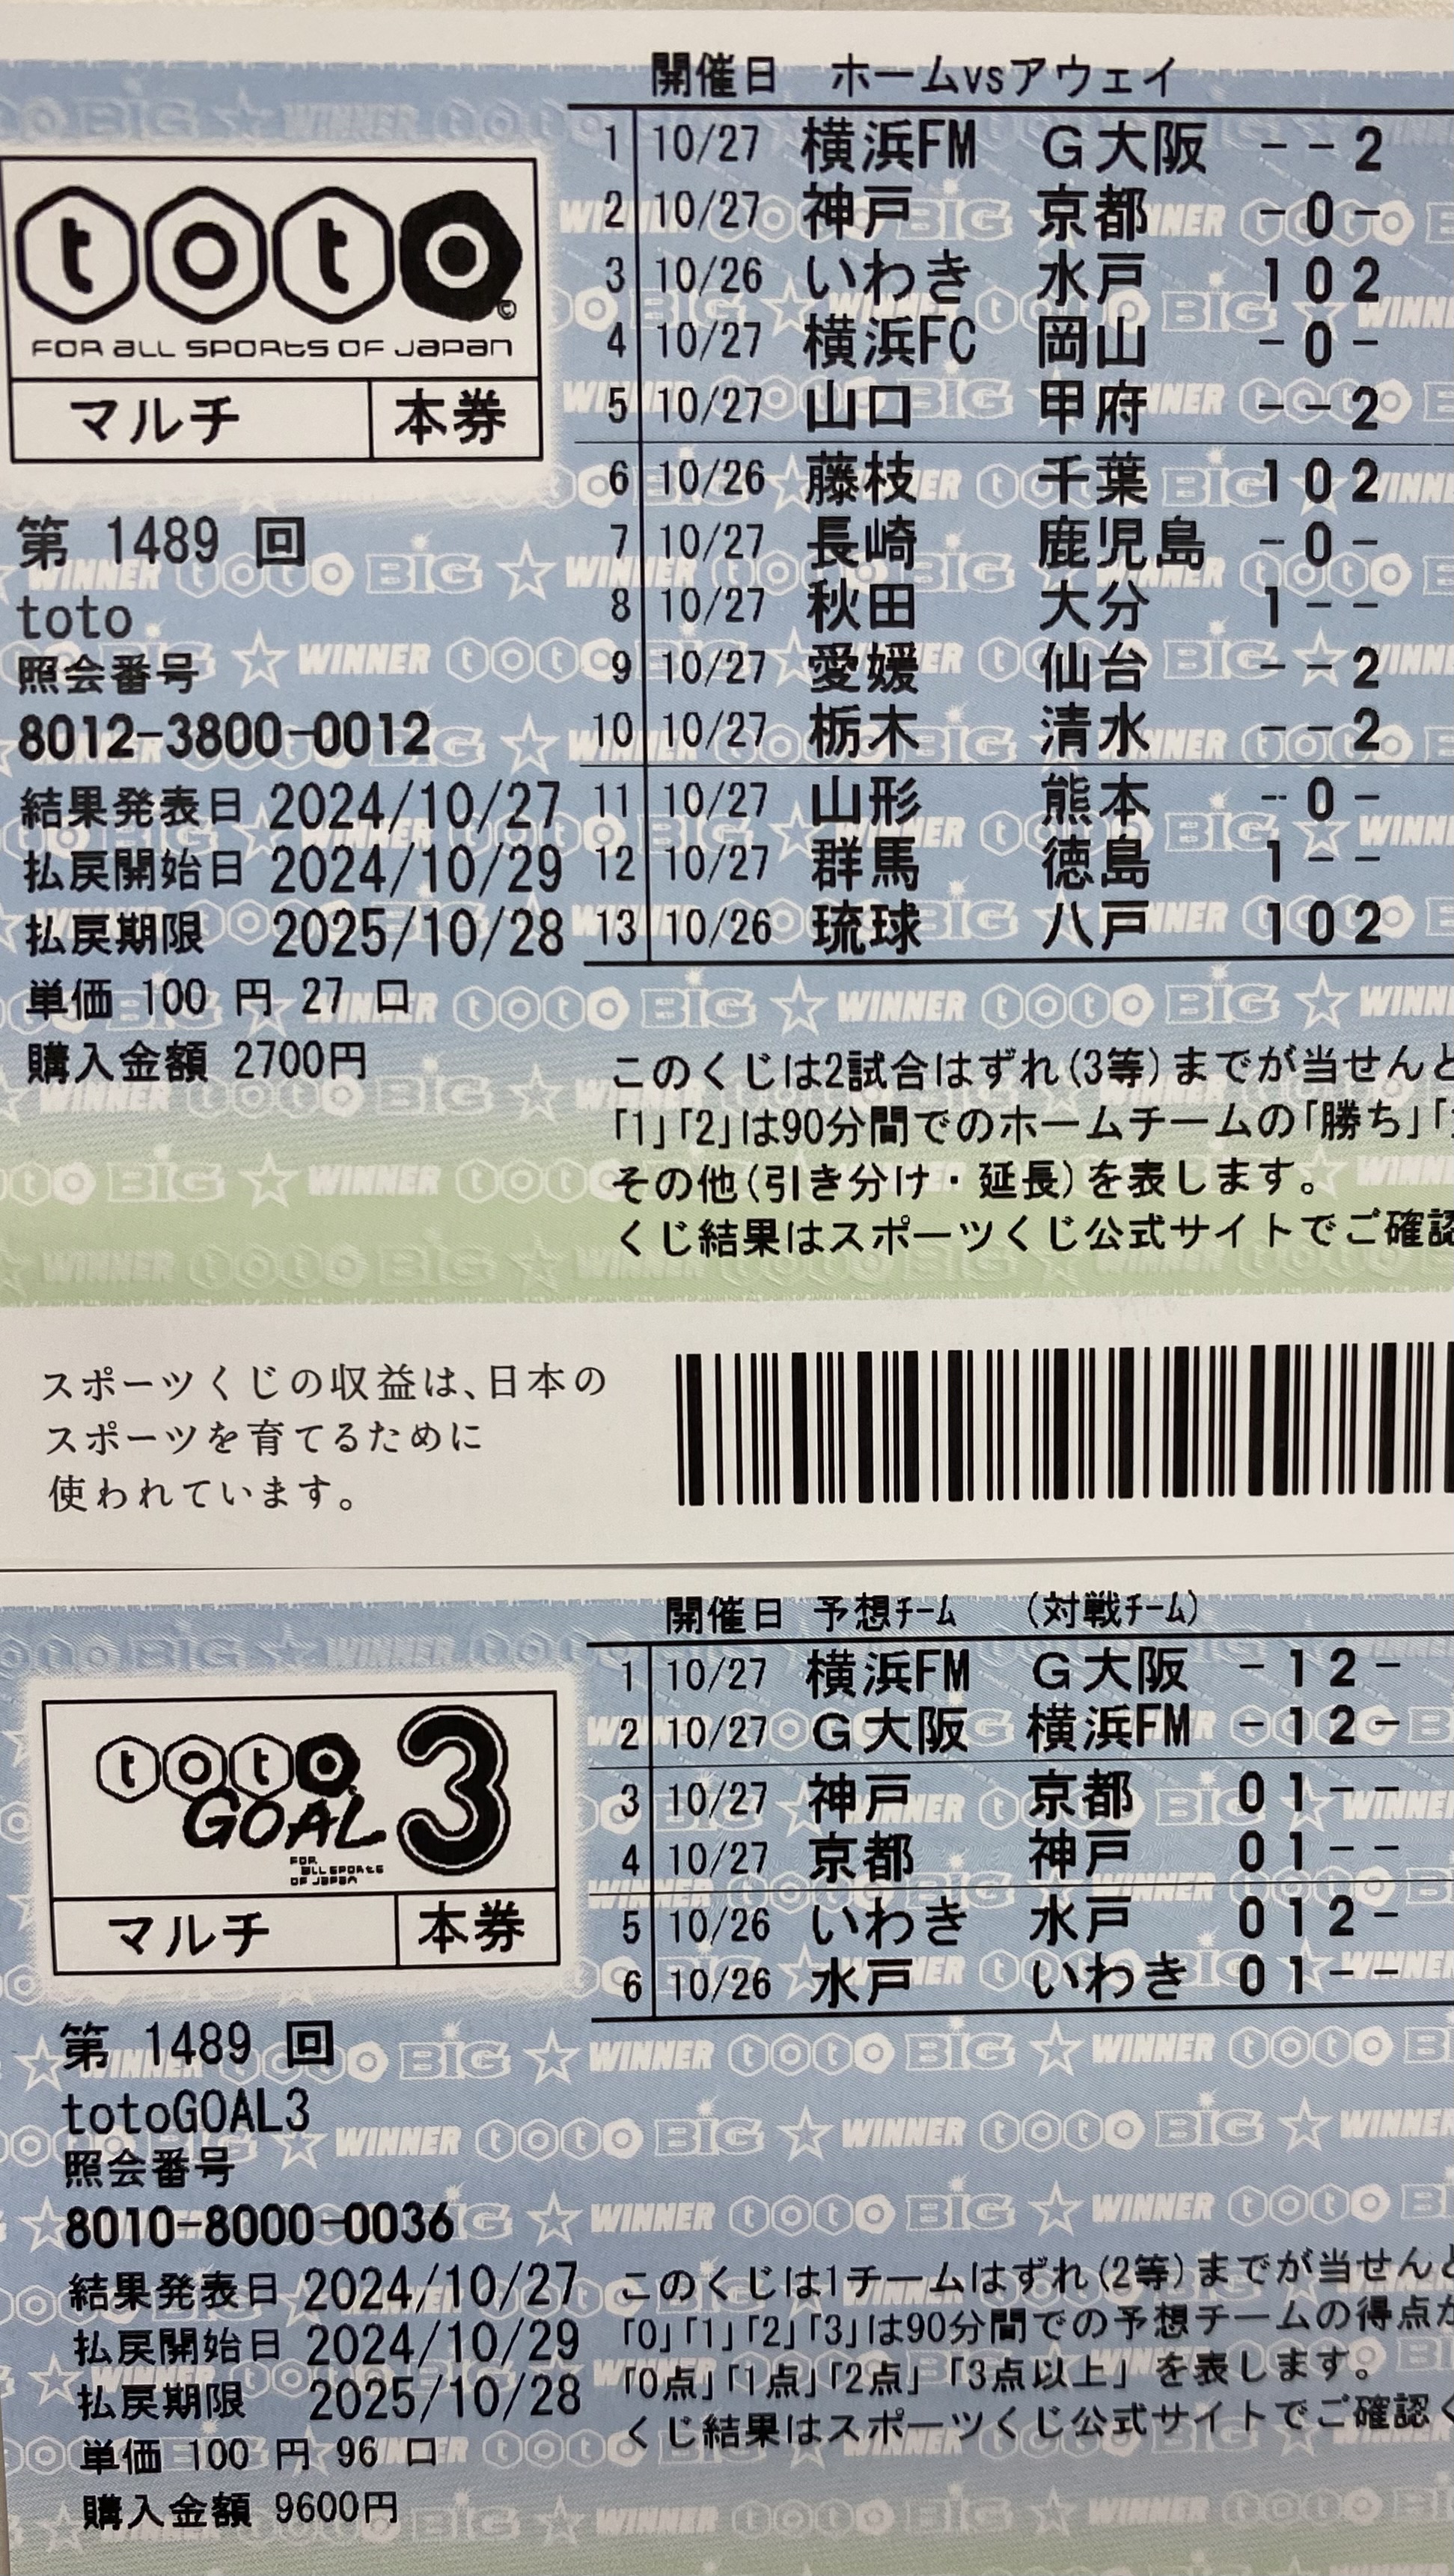 開催日 ホームvsアウェイ
1 10/27 横浜FM G大阪 --2
2 10/27 神戸 京都 -0-
3 10/26 いわき 水戸 102
4 10/27 横浜FC 岡山 -0-
5 10/27 山口 甲府 --2
6 10/26 藤枝 千葉 102
7 10/27 長崎 鹿児島 -0-
8 10/27 秋田 大分 1--
9 10/27 愛媛 仙台 --2
10 10/27 栃木 清水 --2
11 10/27 山形 熊本 -0-
12 10/27 群馬 徳島 1--
13 10/26 琉球 八戸 102
toto©
FOR ALL SPORTS OF JAPAN
マルチ 本券
第 1489 回
toto
照会番号
8012-3800-0012
結果発表日 2024/10/27
払戻開始日 2024/10/29
払戻期限 2025/10/28
単価 100 円 27 口
購入金額 2700円
このくじは2試合はずれ(3等)までが当せんと
「1」「2」は90分間でのホームチームの「勝ち」「
その他(引き分け・延長)を表します。
くじ結果はスポーツくじ公式サイトでご確認
スポーツくじの収益は、日本の
スポーツを育てるために
使われています。
開催日 予想ﾁｰﾑ (対戦ﾁｰﾑ)
1 10/27 横浜FM G大阪 -12-
2 10/27 G大阪 横浜FM -12-
3 10/27 神戸 京都 01--
4 10/27 京都 神戸 01--
5 10/26 いわき 水戸 012-
6 10/26 水戸 いわき 01--
toto
GOAL 3
FOR
ALL SPORTS
OF JAPAN
マルチ 本券
第 1489 回
totoGOAL3
照会番号
8010-8000-0036
結果発表日 2024/10/27
払戻開始日 2024/10/29
払戻期限 2025/10/28
単価 100 円 96 口
購入金額 9600円
このくじは1チームはずれ(2等)までが当せんと
「0」「1」「2」「3」は90分間での予想チームの得点が
「0点」「1点」「2点」「3点以上」を表します。
くじ結果はスポーツくじ公式サイトでご確認く